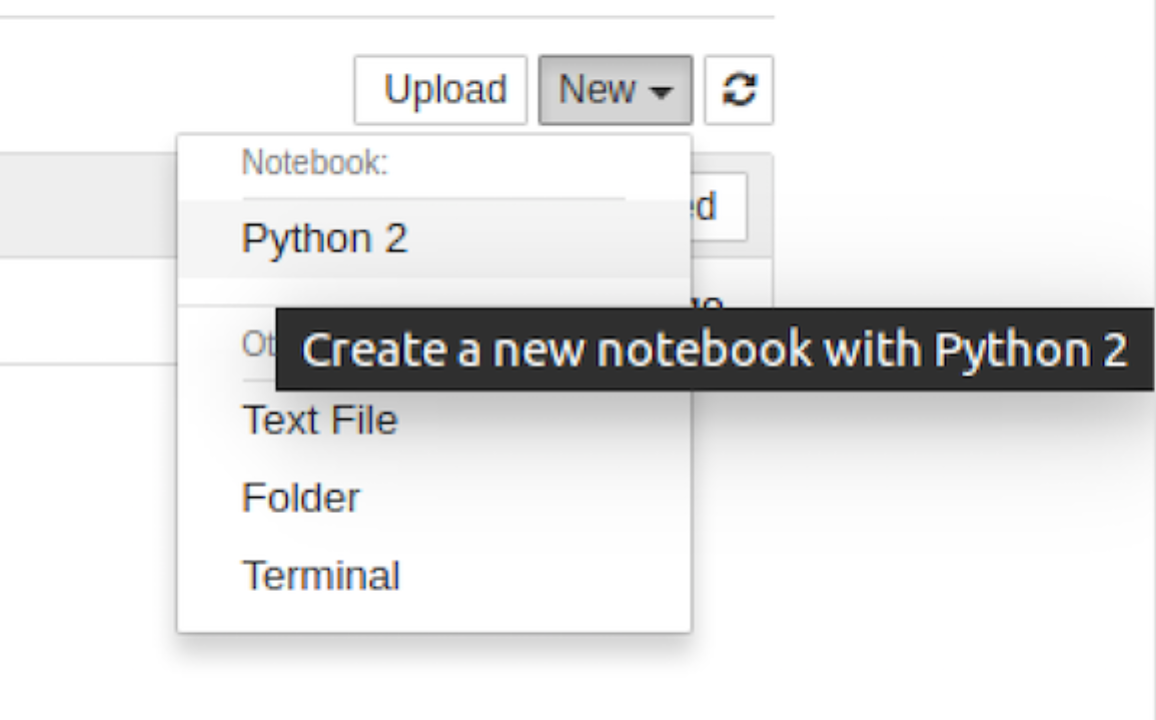 Upload New
Notebook:
Python 2
Create a new notebook with Python 2
Text File
Folder
Terminal